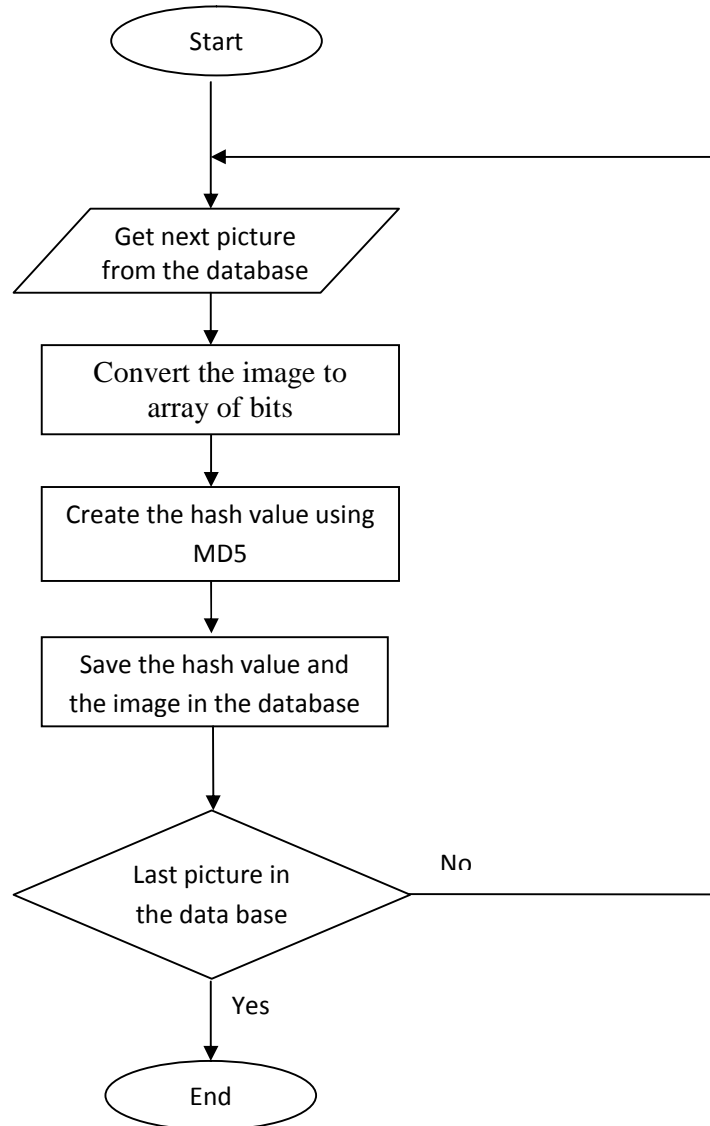 Start
Get next picture
from the database
Convert the image to
array of bits
Create the hash value using
MD5
Save the hash value and
the image in the database
Last picture in
the data base
No
Yes
End